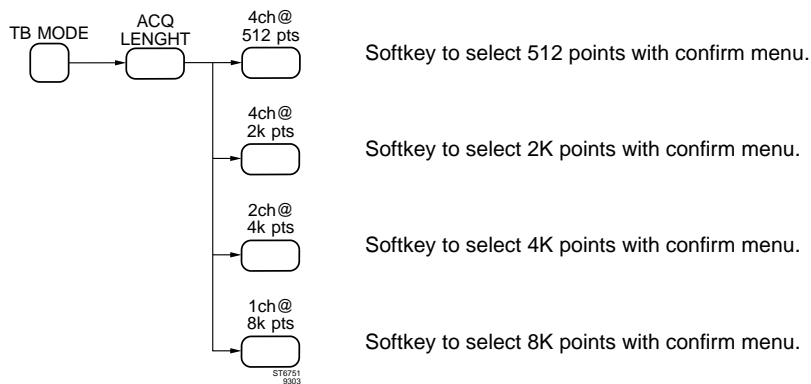 TB MODE
ACQ
LENGHT
4ch@
512 pts
Softkey to select 512 points with confirm menu.
4ch@
2k pts
Softkey to select 2K points with confirm menu.
2ch@
4k pts
Softkey to select 4K points with confirm menu.
1ch@
8k pts
Softkey to select 8K points with confirm menu.
ST6751
9303